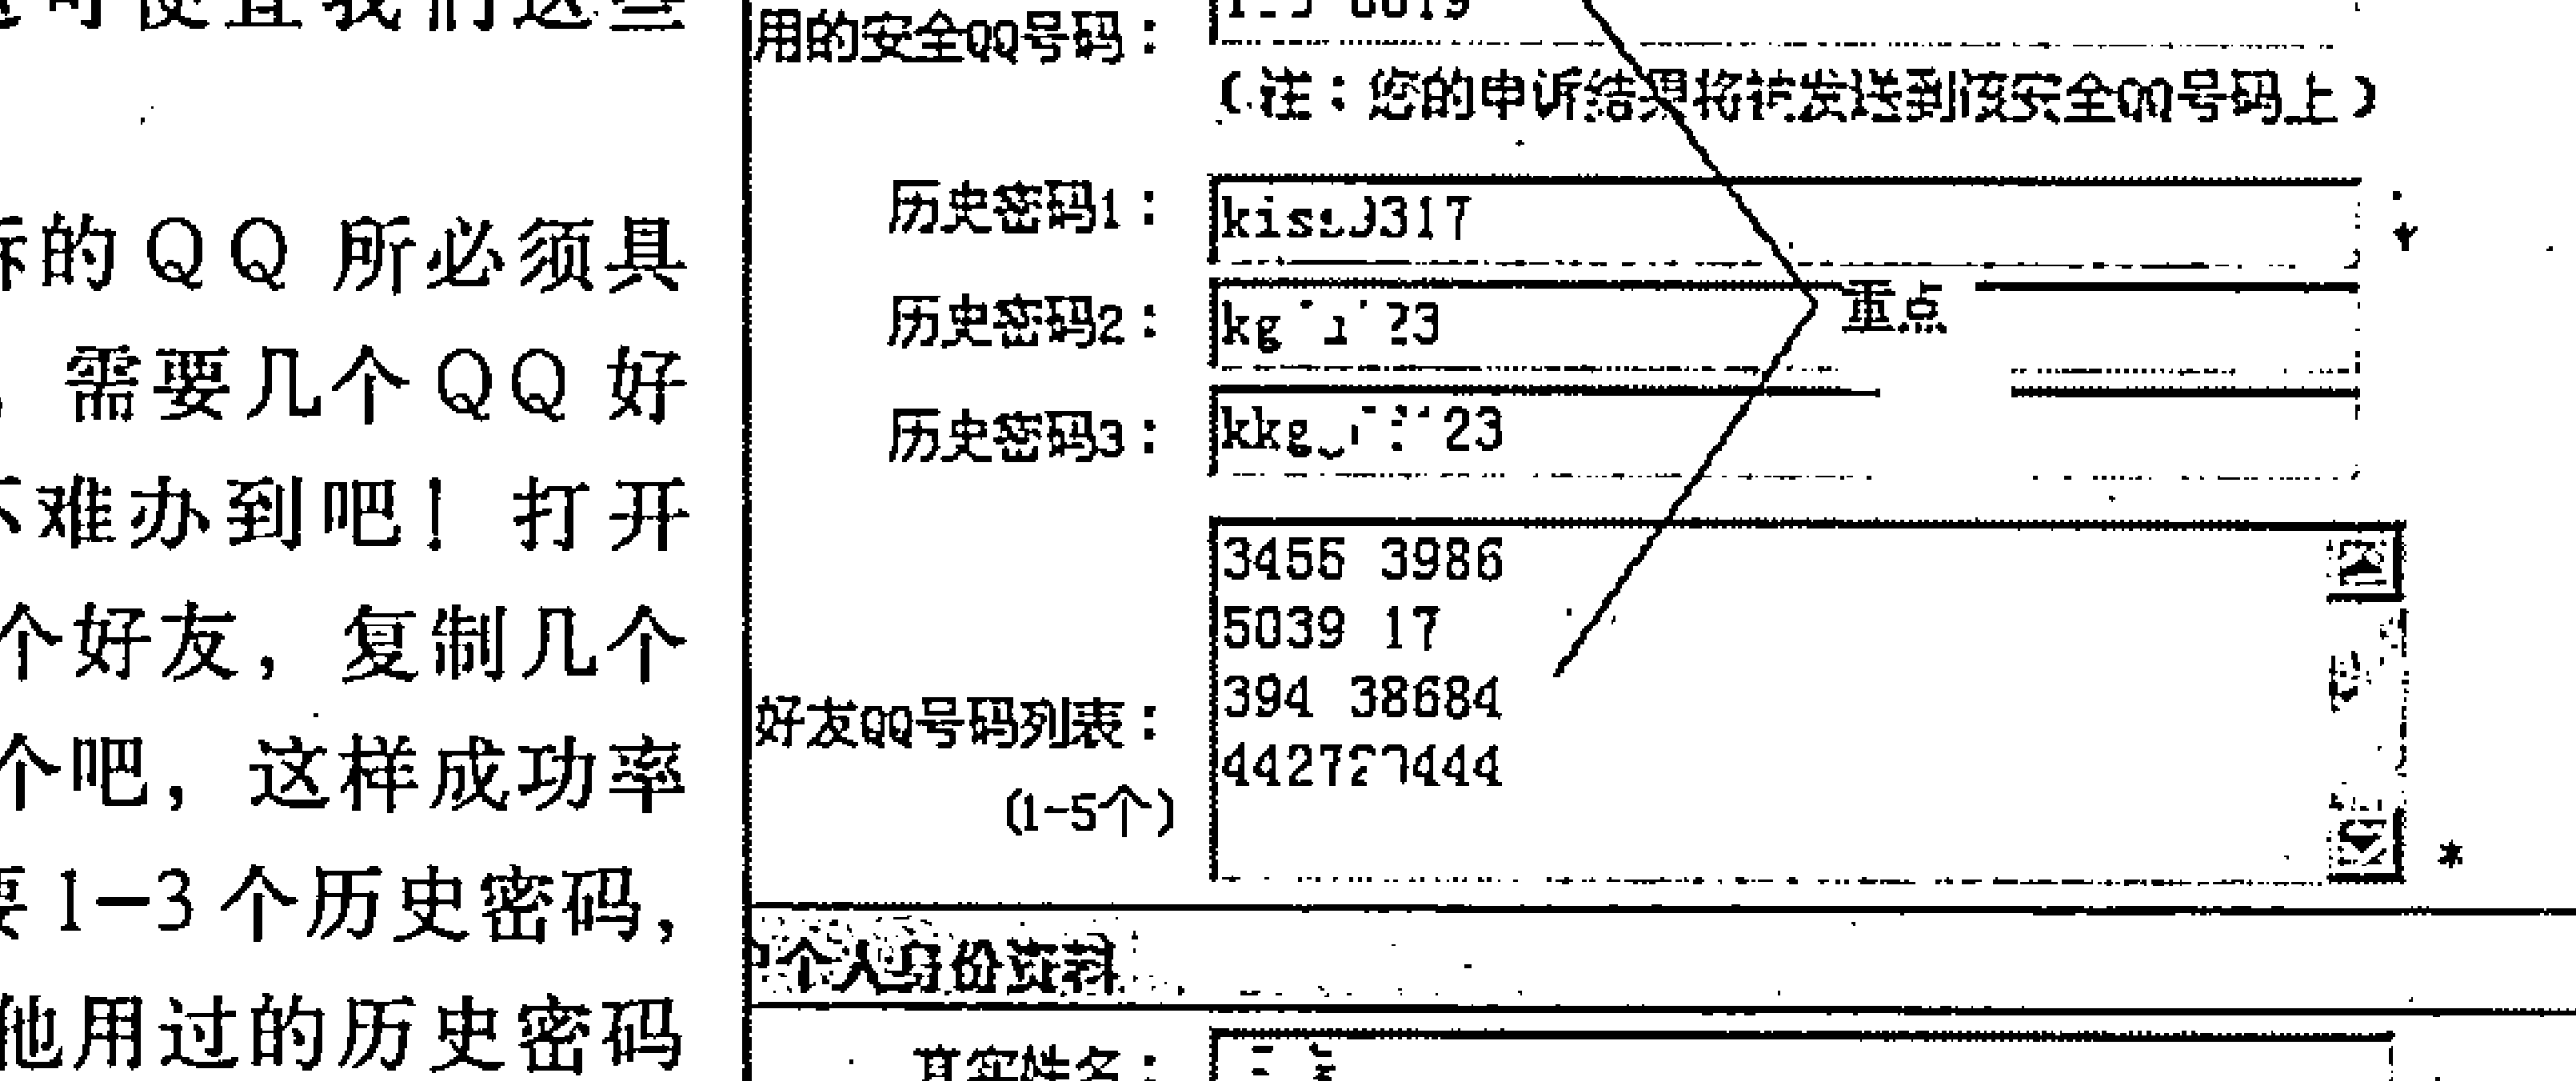 可便宜我们这些
的QQ 所必须具
需要几个QQ 好
难办到吧！打开
个好友，复制几个
个吧，这样成功率
要1-3个历史密码，
他用过的历史密码
用的安全QQ号码：
(注：您的申诉结果将被发送到该安全QQ号码上)
历史密码1：
历史密码2：
重点
历史密码3：
3455 3986
5039 17
394 38684
好友QQ号码列表：
(1-5个)
*
个人身份资料
真实姓名：